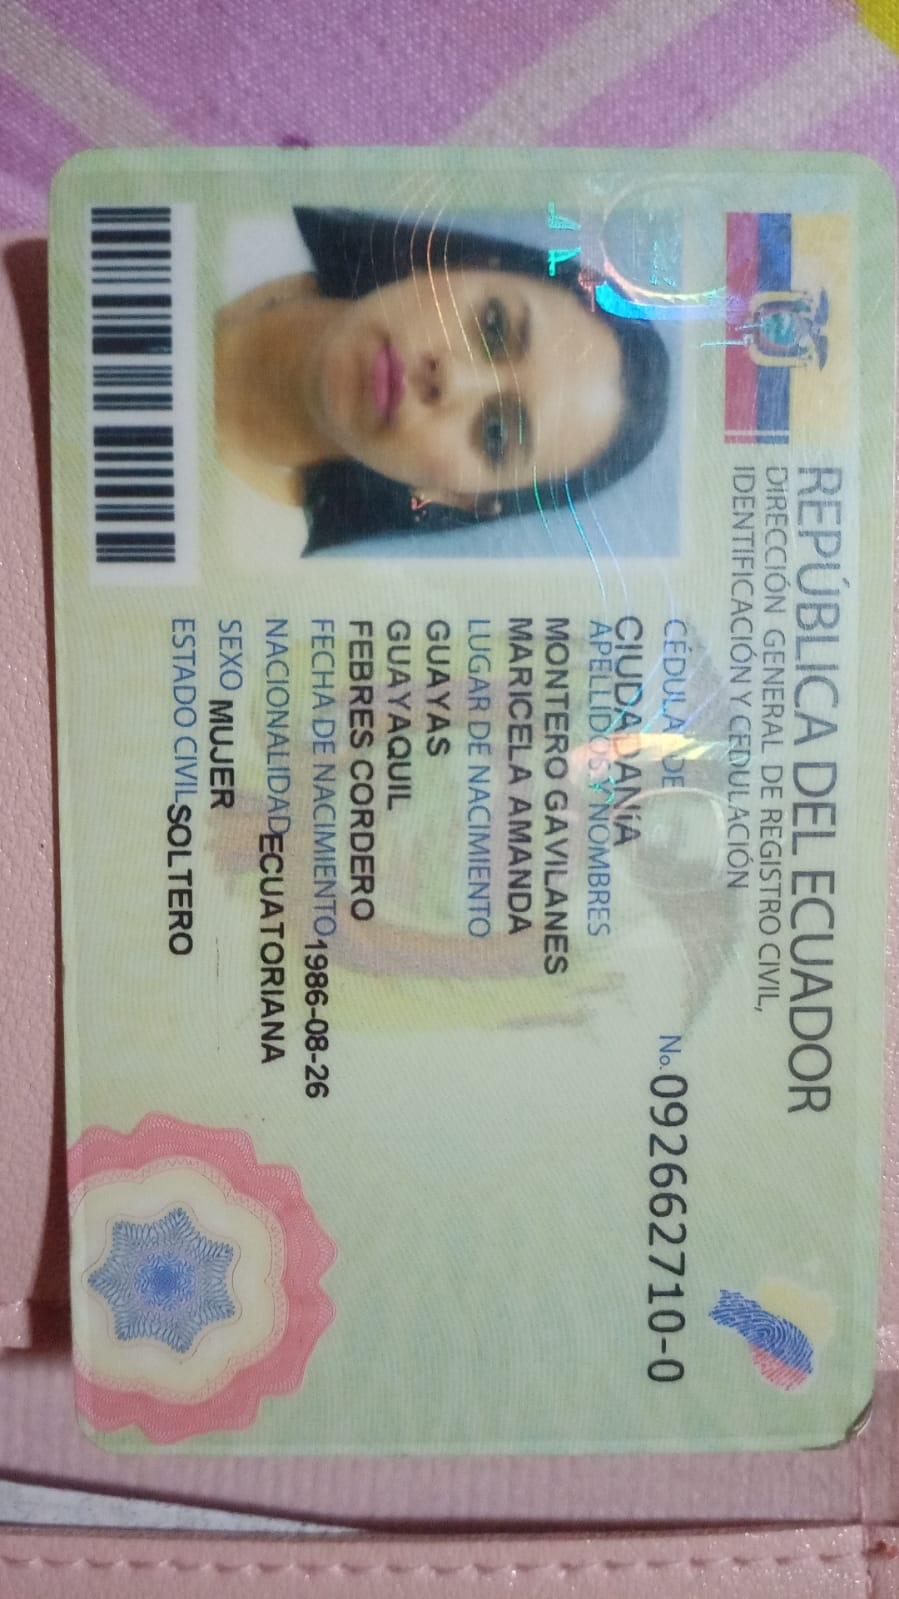 REPÚBLICA DEL ECUADOR
DIRECCIÓN GENERAL DE REGISTRO CIVIL,
IDENTIFICACIÓN Y CEDULACIÓN
CÉDULA DE
CIUDADANÍA
No. 092662710-0
APELLIDOS Y NOMBRES
MONTERO GAVILANES
MARICELA AMANDA
LUGAR DE NACIMIENTO
GUAYAS
GUAYAQUIL
FEBRES CORDERO
FECHA DE NACIMIENTO 1986-08-26
NACIONALIDAD ECUATORIANA
SEXO MUJER
ESTADO CIVIL SOLTERO